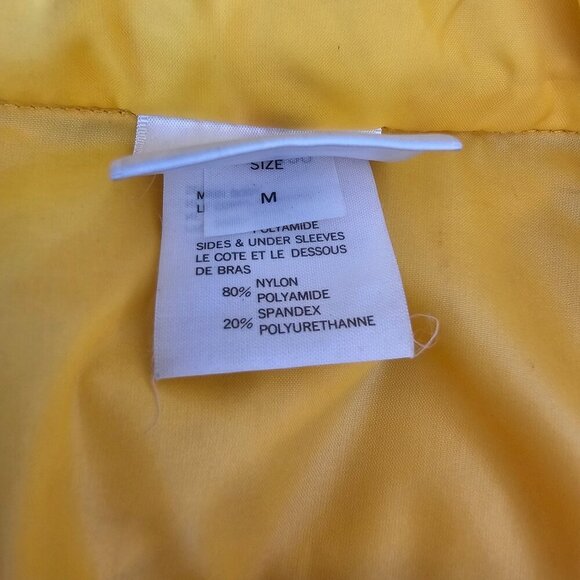 SIZE
M
POLYAMIDE
SIDES & UNDER SLEEVES
LE COTE ET LE DESSOUS
DE BRAS
80% NYLON
POLYAMIDE
20% SPANDEX
POLYURETHANNE